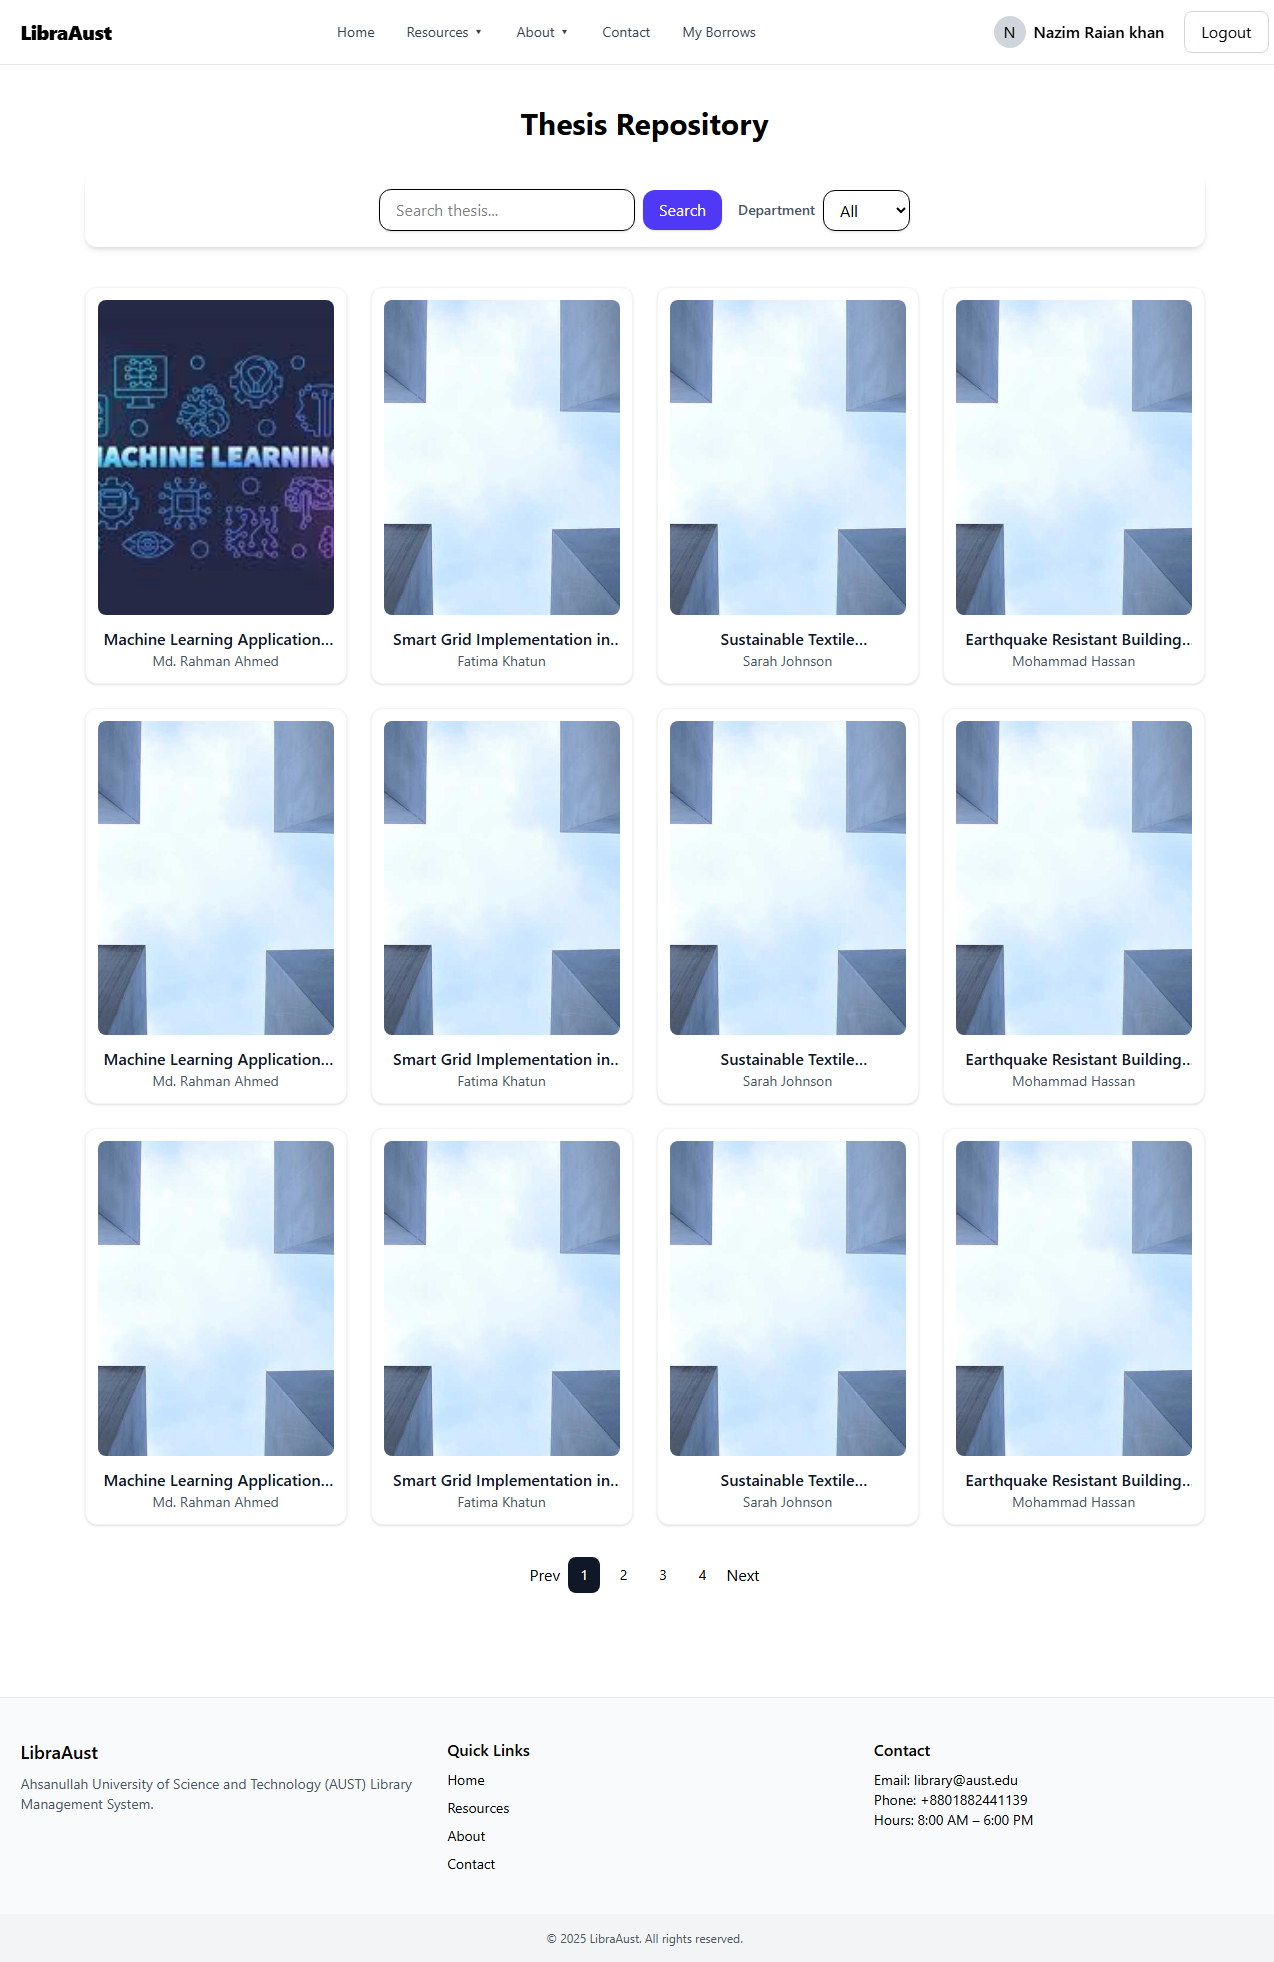 LibraAust
Home
Resources ▼
About ▼
Contact
My Borrows
N
Nazim Raian khan
Logout
Thesis Repository
Search thesis...
Search
Department
All
MACHINE LEARNING
Machine Learning Application...
Md. Rahman Ahmed
Smart Grid Implementation in..
Fatima Khatun
Sustainable Textile...
Sarah Johnson
Earthquake Resistant Building..
Mohammad Hassan
Machine Learning Application...
Md. Rahman Ahmed
Smart Grid Implementation in..
Fatima Khatun
Sustainable Textile...
Sarah Johnson
Earthquake Resistant Building..
Mohammad Hassan
Machine Learning Application...
Md. Rahman Ahmed
Smart Grid Implementation in..
Fatima Khatun
Sustainable Textile...
Sarah Johnson
Earthquake Resistant Building..
Mohammad Hassan
Prev 1 2 3 4 Next
LibraAust
Ahsanullah University of Science and Technology (AUST) Library
Management System.
Quick Links
Home
Resources
About
Contact
Contact
Email: library@aust.edu
Phone: +8801882441139
Hours: 8:00 AM – 6:00 PM
© 2025 LibraAust. All rights reserved.